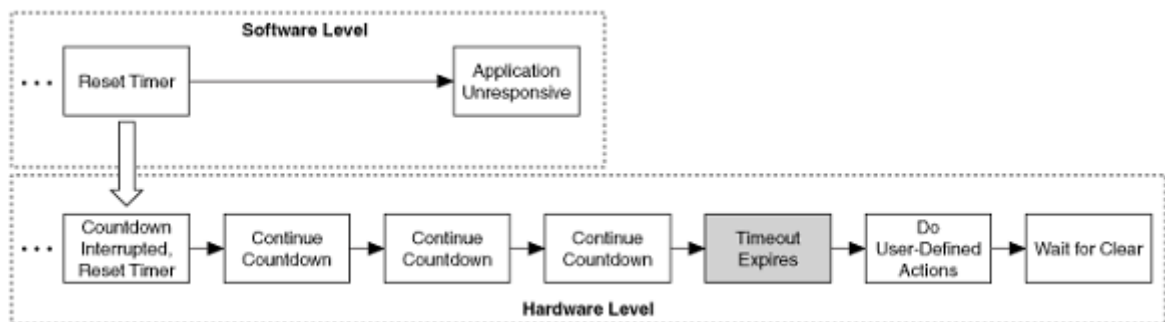 Software Level
• • •
Reset Timer
Application
Unresponsive
• • •
Countdown
Interrupted,
Reset Timer
Continue
Countdown
Continue
Countdown
Continue
Countdown
Timeout
Expires
Do
User-Defined
Actions
Wait for Clear
Hardware Level